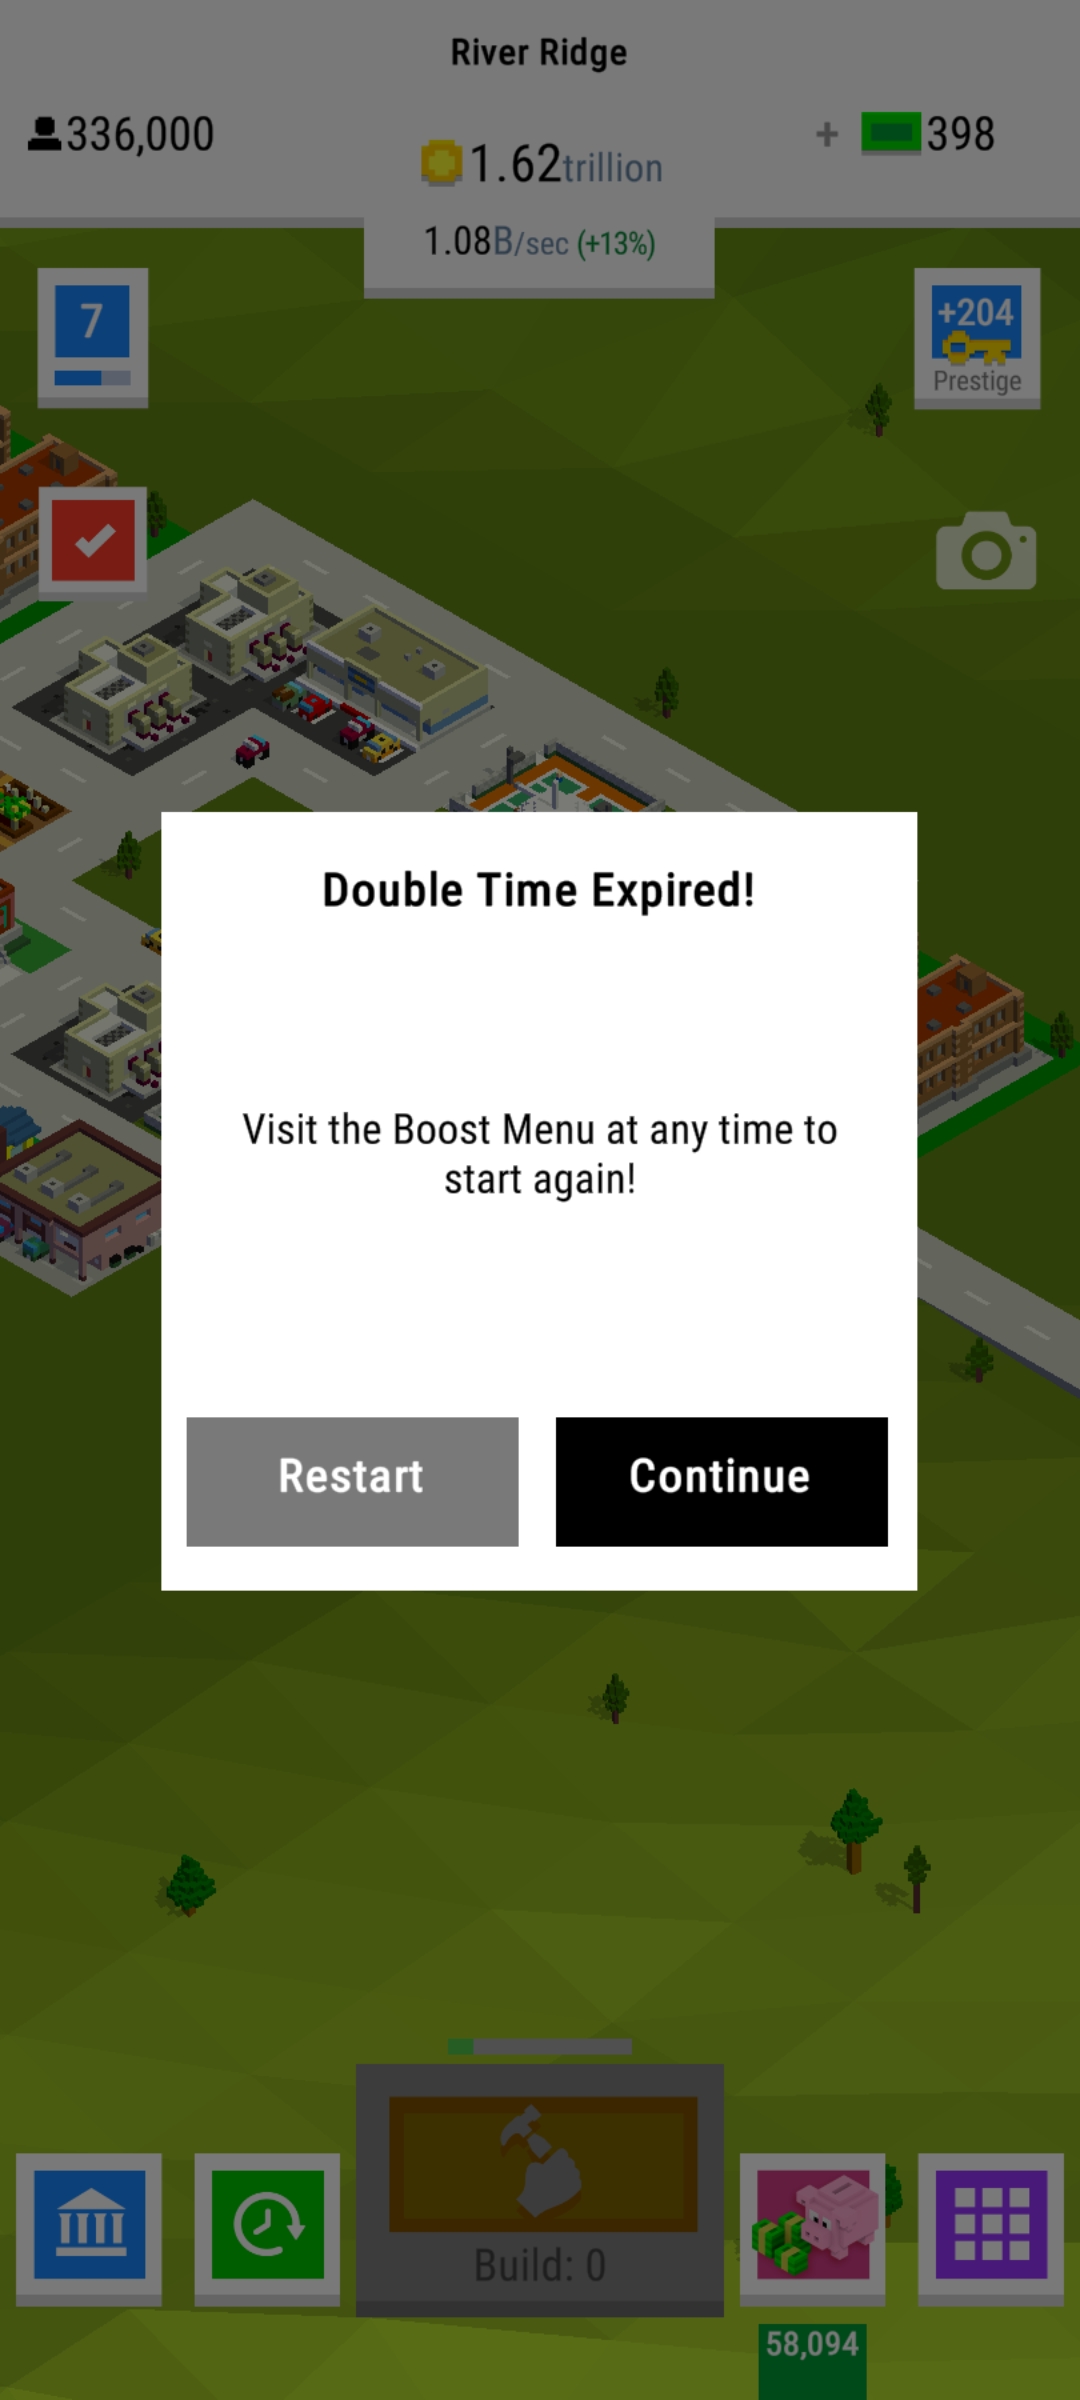 River Ridge
336,000
1.62trillion
+ 398
1.08B/sec (+13%)
7
+204
Prestige
Double Time Expired!
Visit the Boost Menu at any time to
start again!
Restart
Continue
Build: 0
58,094